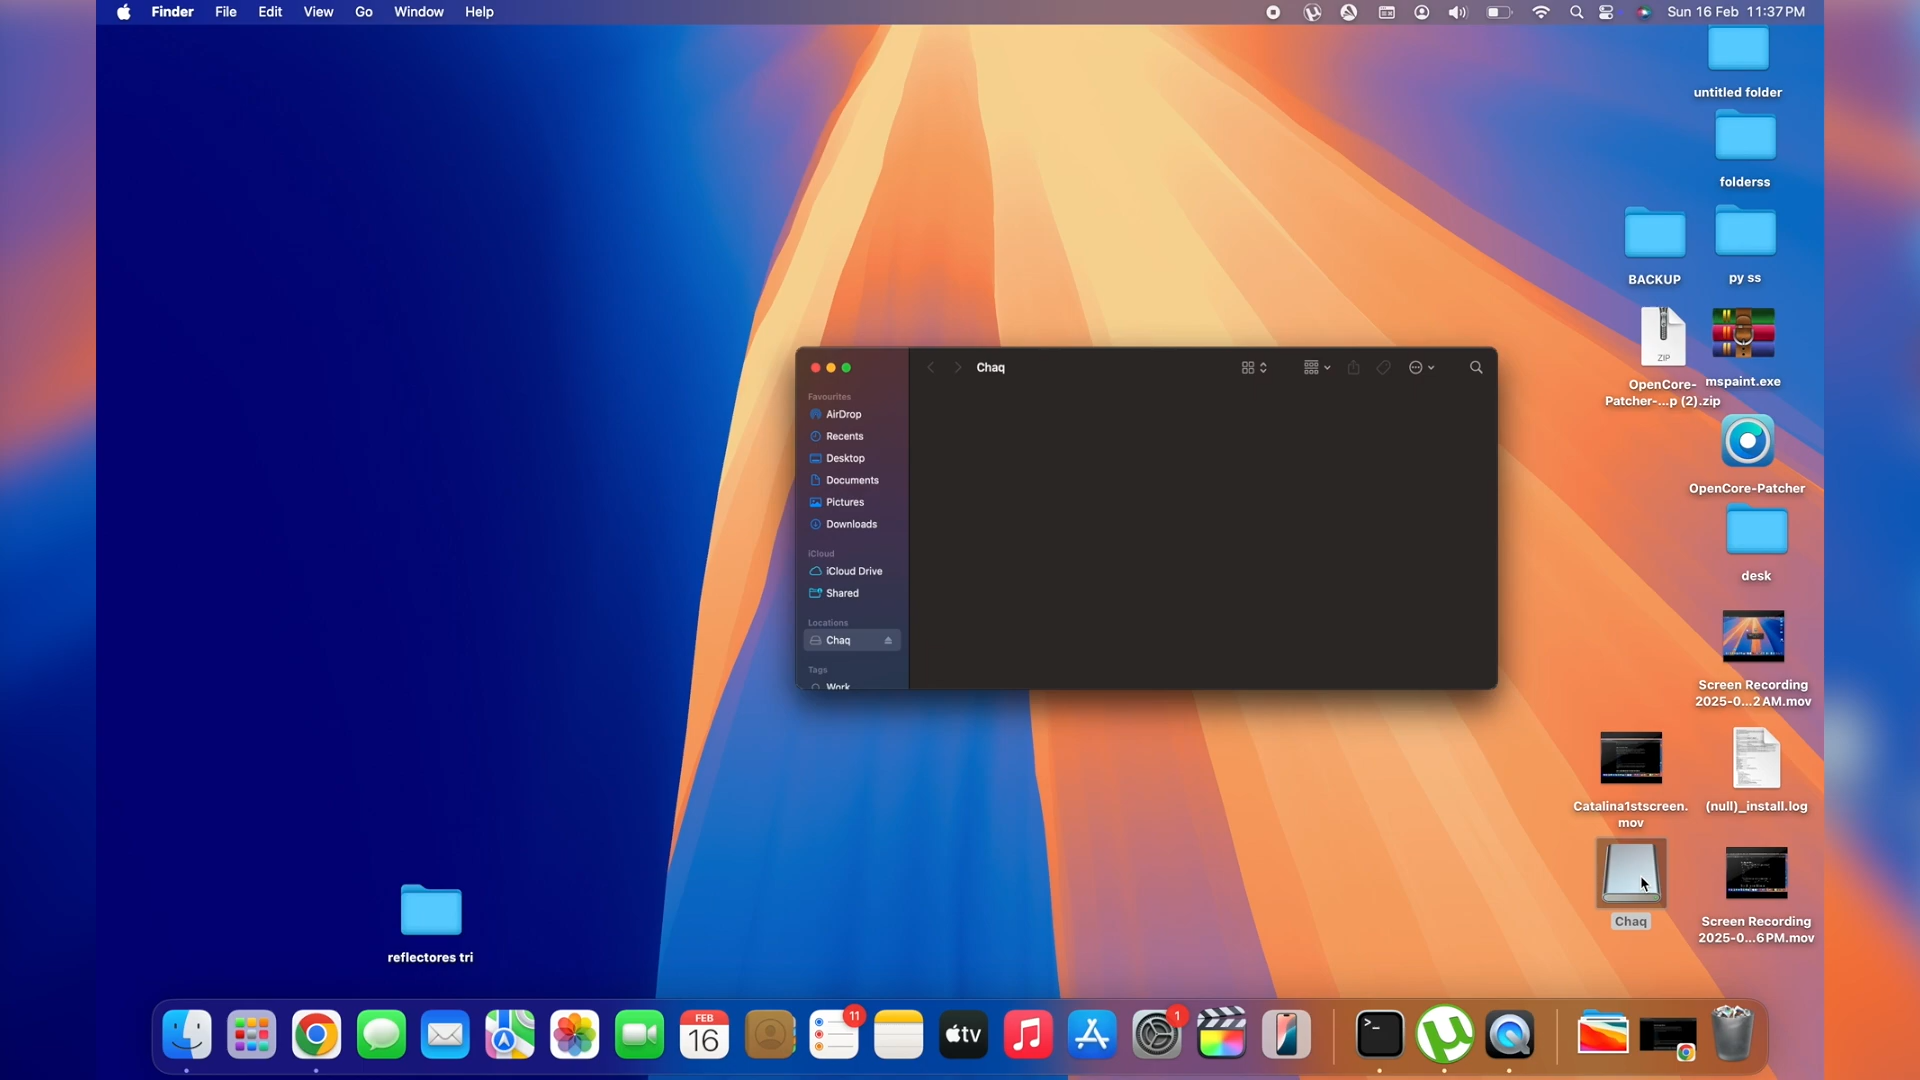 Finder File Edit View Go Window Help Sun 16 Feb 11:37 PM
untitled folder
folderss
BACKUP
py ss
ZIP
OpenCore-
Patcher-...p (2).zip
mspaint.exe
OpenCore-Patcher
desk
Screen Recording
2025-0...2 AM.mov
Catalina1stscreen.
mov
(null)_install.log
Chaq
Screen Recording
2025-0...6 PM.mov
reflectores tri
Chaq
Favourites
AirDrop
Recents
Desktop
Documents
Pictures
Downloads
iCloud
iCloud Drive
Shared
Locations
Chaq
Tags
Work
FEB
16
11
tv
1
>_